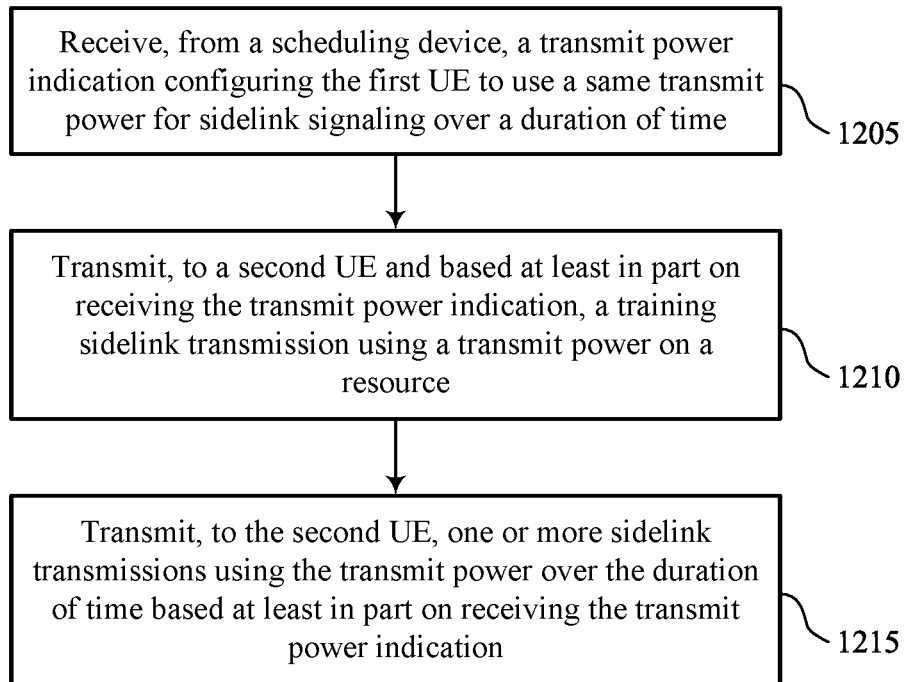 Receive, from a scheduling device, a transmit power
indication configuring the first UE to use a same transmit
power for sidelink signaling over a duration of time
1205
Transmit, to a second UE and based at least in part on
receiving the transmit power indication, a training
sidelink transmission using a transmit power on a
resource
1210
Transmit, to the second UE, one or more sidelink
transmissions using the transmit power over the duration
of time based at least in part on receiving the transmit
power indication
1215